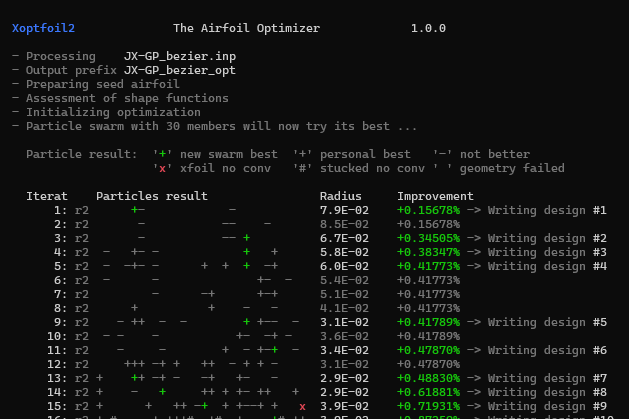 Xoptfoil2 The Airfoil Optimizer 1.0.0
- Processing JX-GP_bezier.inp
- Output prefix JX-GP_bezier_opt
- Preparing seed airfoil
- Assessment of shape functions
- Initializing optimization
- Particle swarm with 30 members will now try its best ...
Particle result: '+' new swarm best '+' personal best '-' not better
'x' xfoil no conv '#' stucked no conv ' ' geometry failed
Iterat Particles result Radius Improvement
1: r2 +- - 7.9E-02 +0.15678% -> Writing design #1
2: r2 - -- - 8.5E-02 +0.15678%
3: r2 - -- + 6.7E-02 +0.34505% -> Writing design #2
4: r2 - +- - + + 5.8E-02 +0.38347% -> Writing design #3
5: r2 - -+- - + + + -+ 6.0E-02 +0.41773% -> Writing design #4
6: r2 - - +- - 5.4E-02 +0.41773%
7: r2 - -+ +-+ 5.1E-02 +0.41773%
8: r2 + + - - 4.1E-02 +0.41773%
9: r2 - ++ - - + +-- - 3.1E-02 +0.41789% -> Writing design #5
10: r2 - - - +- -+ - 3.6E-02 +0.41789%
11: r2 - - + - +-+ - 3.4E-02 +0.47870% -> Writing design #6
12: r2 +++ -+ + ++ - + + - 3.1E-02 +0.47870%
13: r2 + ++ -+ - -+ +- - 2.9E-02 +0.48830% -> Writing design #7
14: r2 + - + ++ + +- ++ + 2.9E-02 +0.61881% -> Writing design #8
15: r2 + + ++ -+ + +--+ + x 3.9E-02 +0.71931% -> Writing design #9